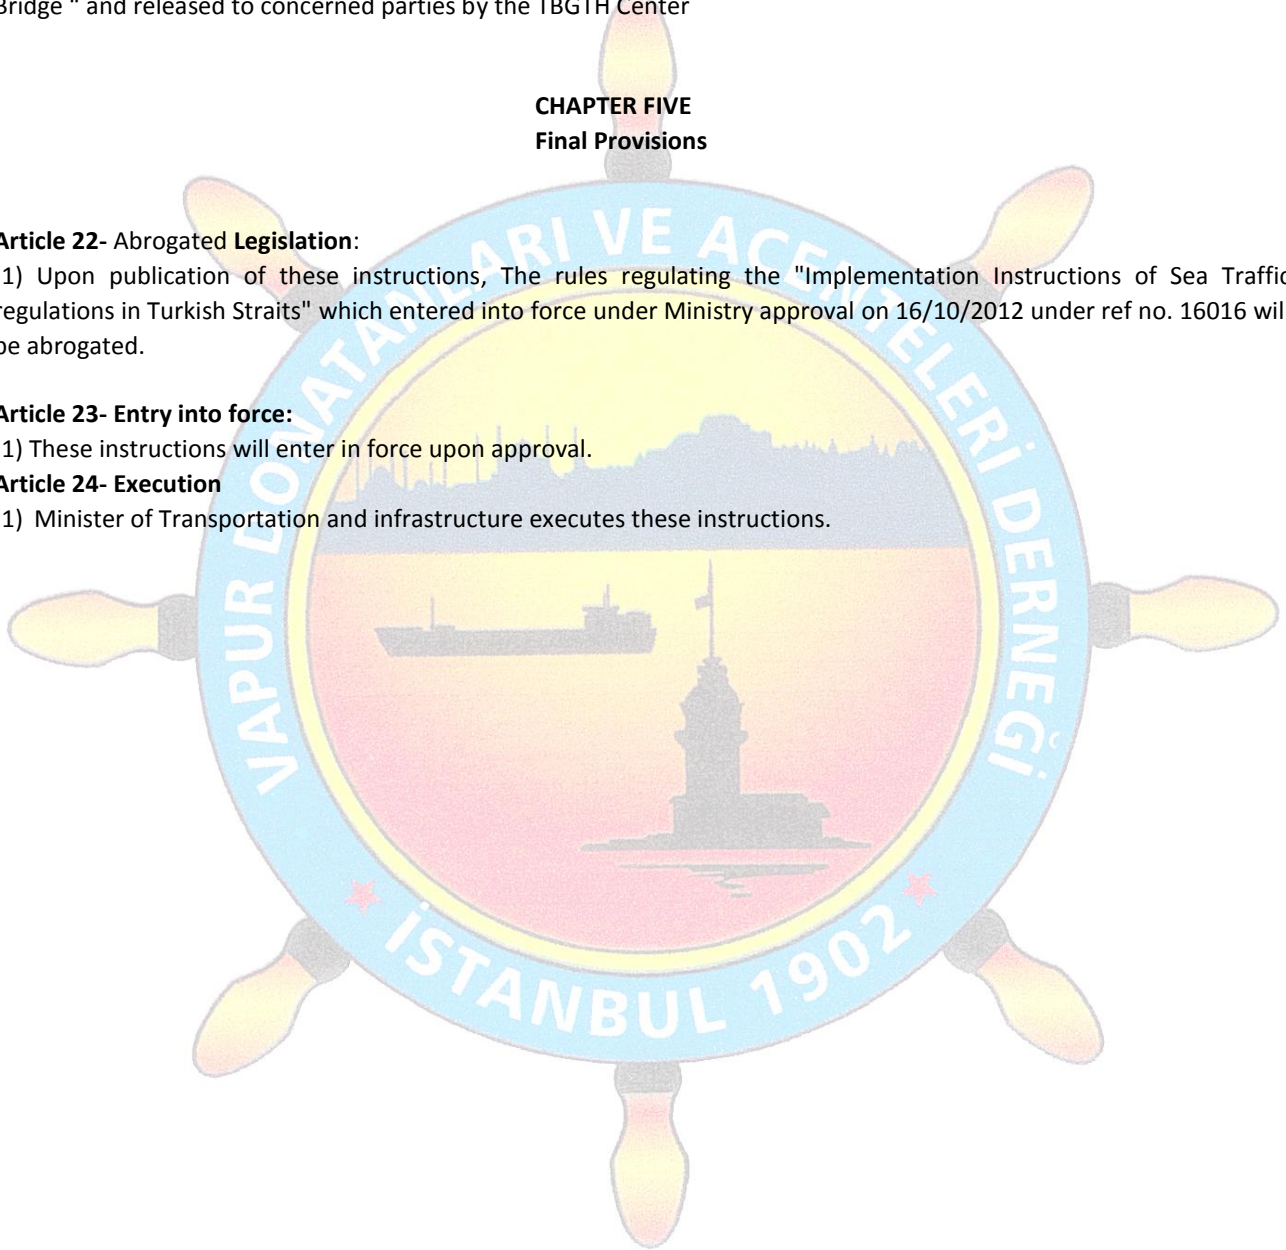 Bridge " and released to concerned parties by the TBGTH Center
CHAPTER FIVE
Final Provisions
Article 22- Abrogated Legislation:
1) Upon publication of these instructions, The rules regulating the "Implementation Instructions of Sea Traffic
regulations in Turkish Straits" which entered into force under Ministry approval on 16/10/2012 under ref no. 16016 will
be abrogated.
Article 23- Entry into force:
1) These instructions will enter in force upon approval.
Article 24- Execution
1) Minister of Transportation and infrastructure executes these instructions.
VAPUR DONATANLARI VE ACENTELERİ DERNEĞİ
İSTANBUL 1902